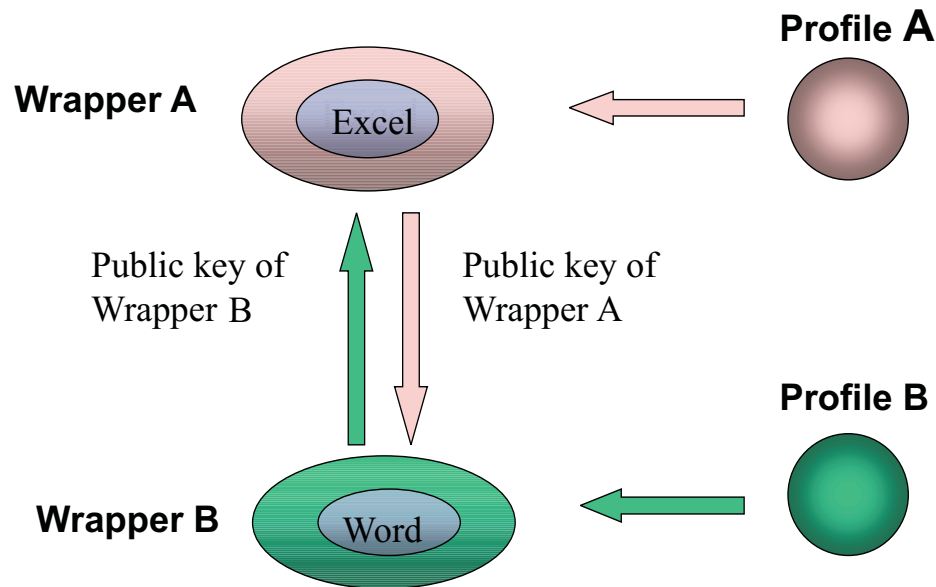 Profile A
Wrapper A
Excel
Public key of
Wrapper B
Public key of
Wrapper A
Profile B
Wrapper B
Word